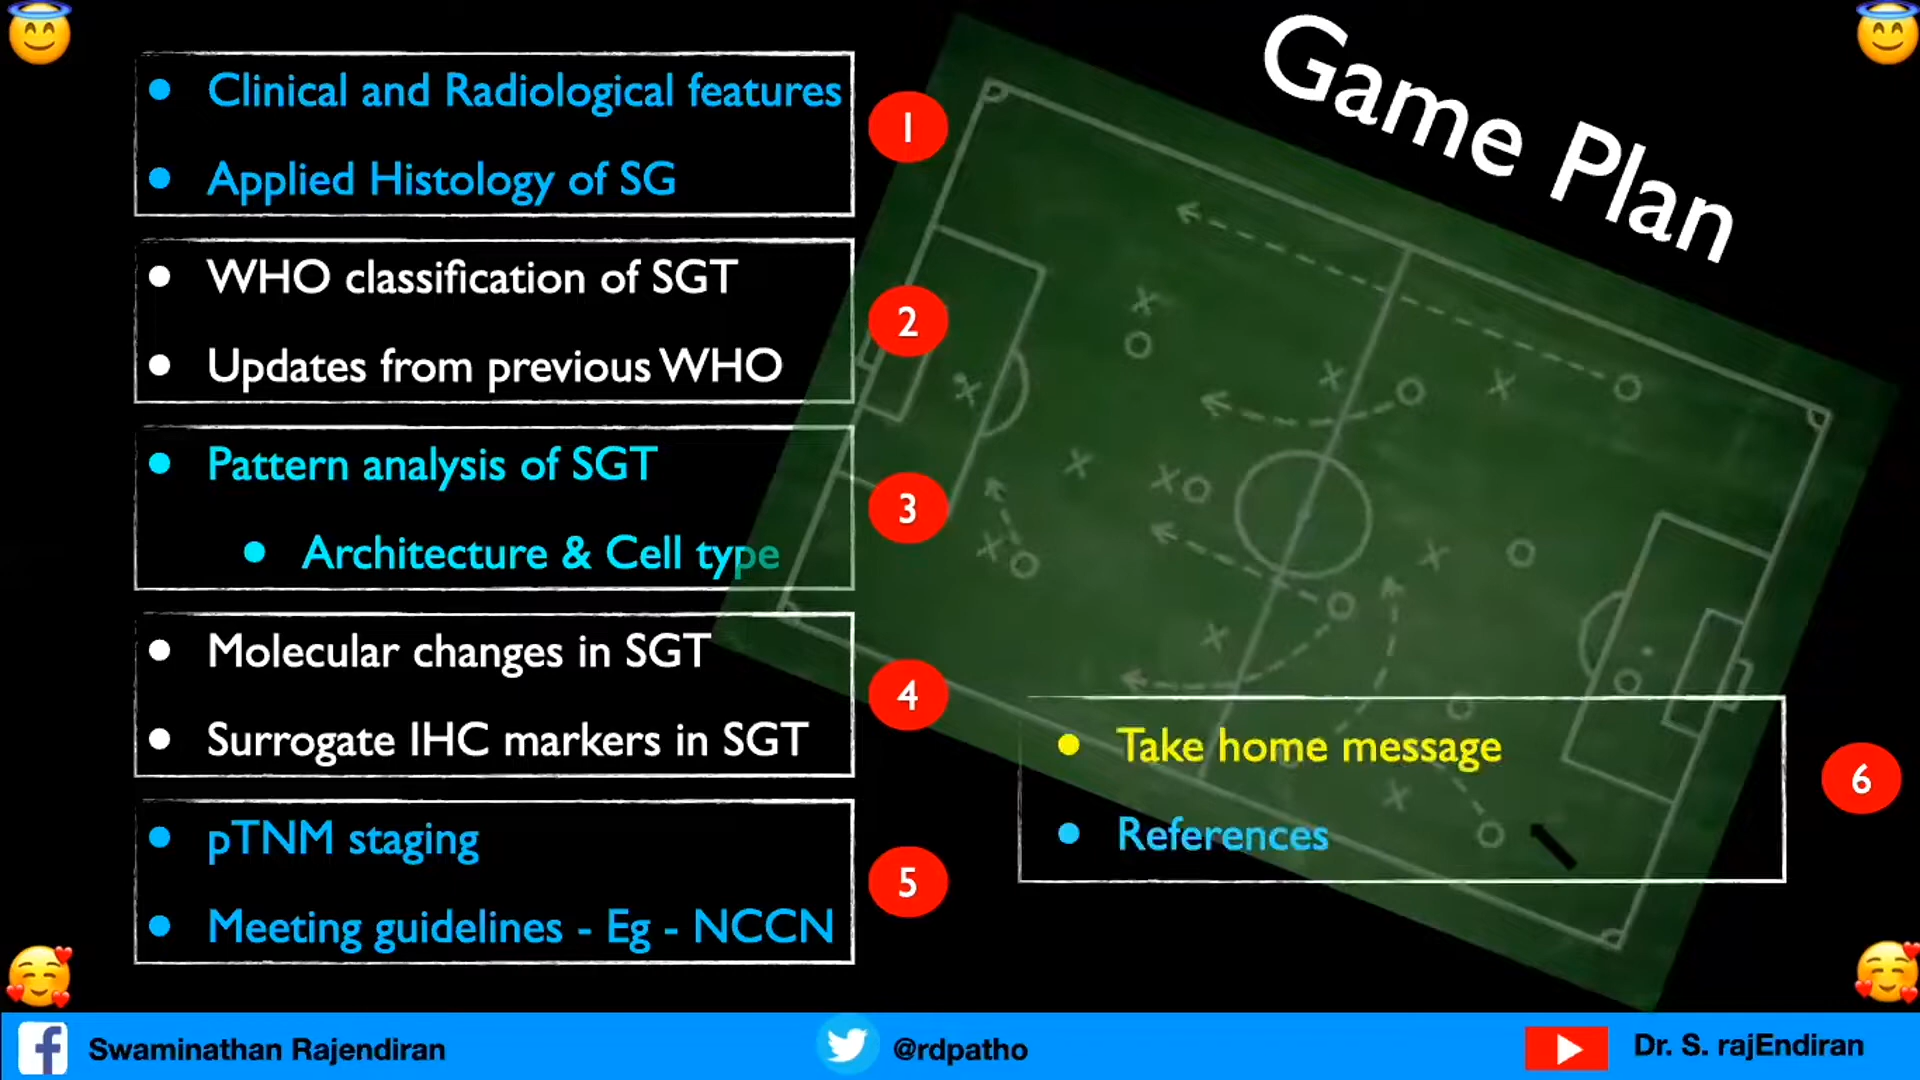 Game Plan
Clinical and Radiological features
Applied Histology of SG
1
WHO classification of SGT
Updates from previous WHO
2
Pattern analysis of SGT
Architecture & Cell type
3
Molecular changes in SGT
Surrogate IHC markers in SGT
4
pTNM staging
Meeting guidelines - Eg - NCCN
5
Take home message
References
6
Swaminathan Rajendiran
@rdpatho
Dr. S. rajEndiran